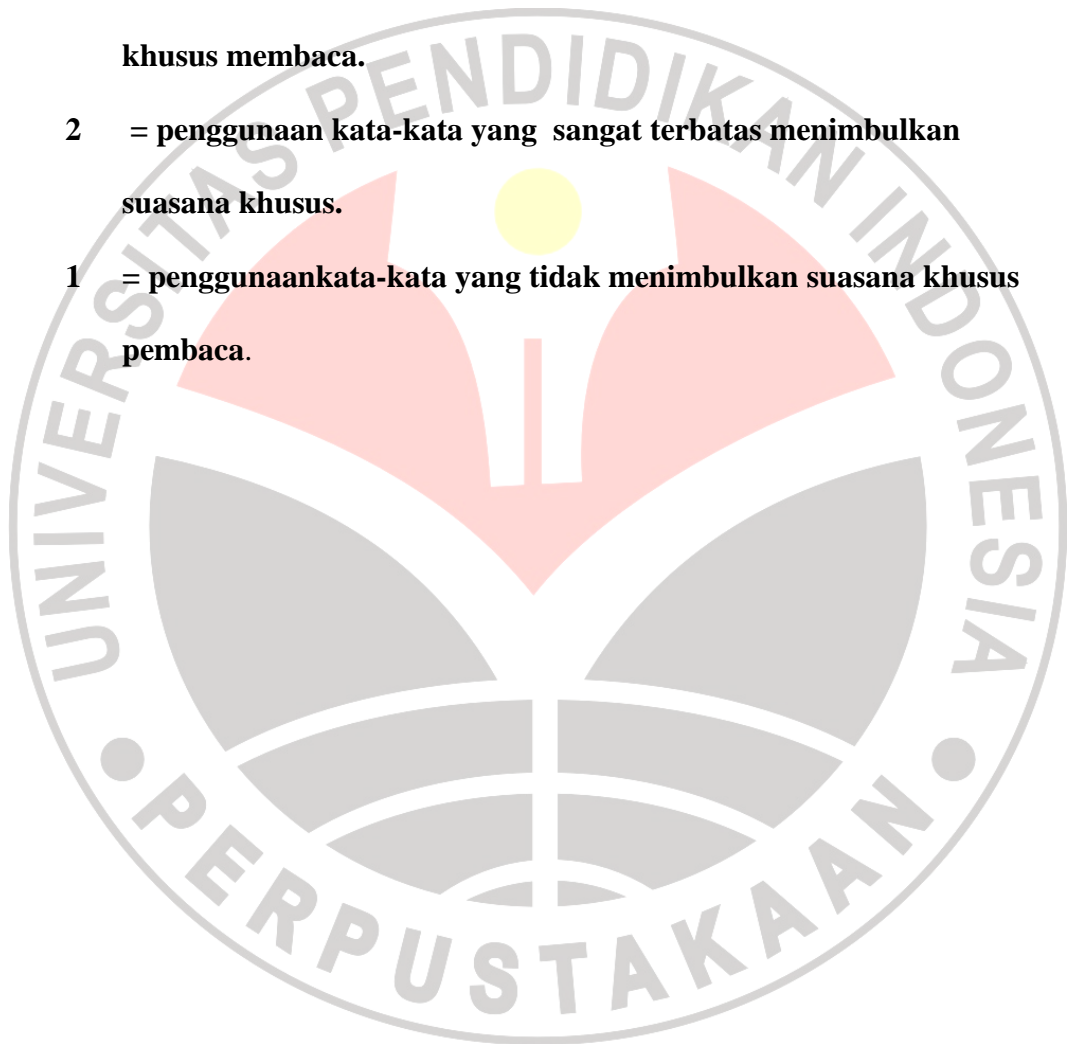 khusus membaca.
2 = penggunaan kata-kata yang sangat terbatas menimbulkan
suasana khusus.
1 = penggunaankata-kata yang tidak menimbulkan suasana khusus
pembaca.
UNIVERSITAS PENDIDIKAN INDONESIA
PERPUSTAKAAN